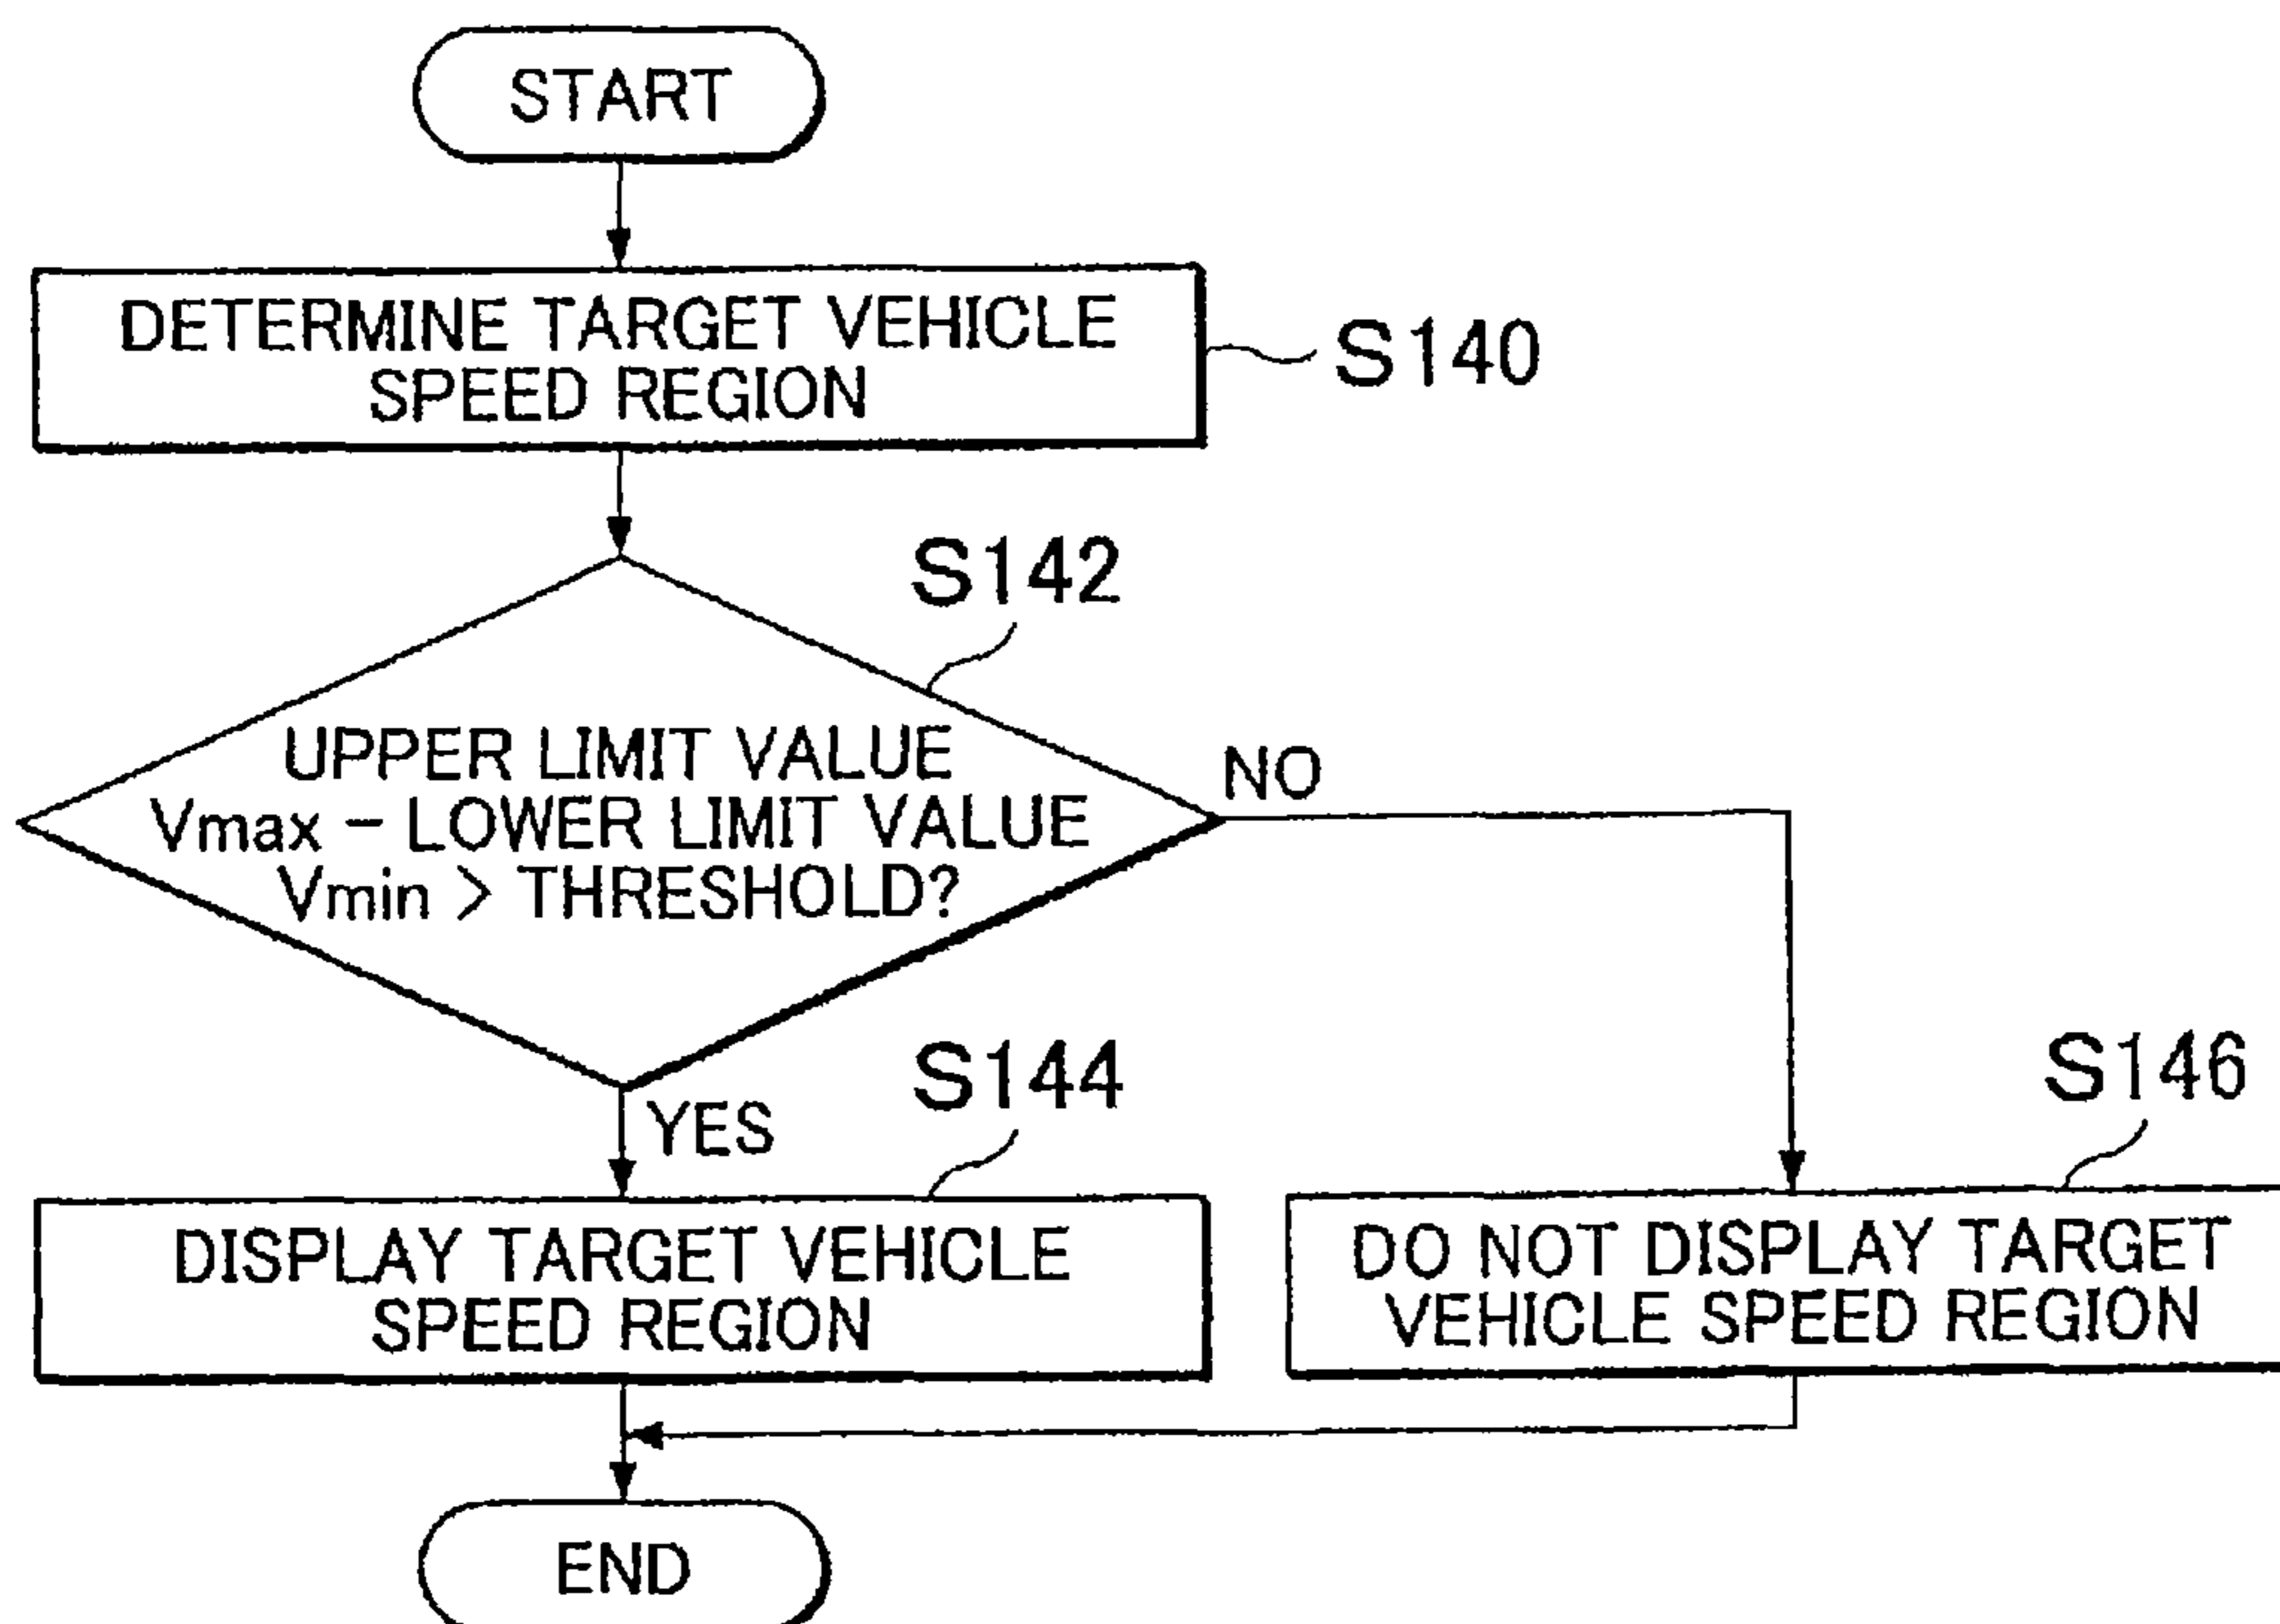 START
DETERMINE TARGET VEHICLE
SPEED REGION
S140
S142
UPPER LIMIT VALUE
Vmax - LOWER LIMIT VALUE
Vmin > THRESHOLD?
NO
YES
S144
S146
DISPLAY TARGET VEHICLE
SPEED REGION
DO NOT DISPLAY TARGET
VEHICLE SPEED REGION
END